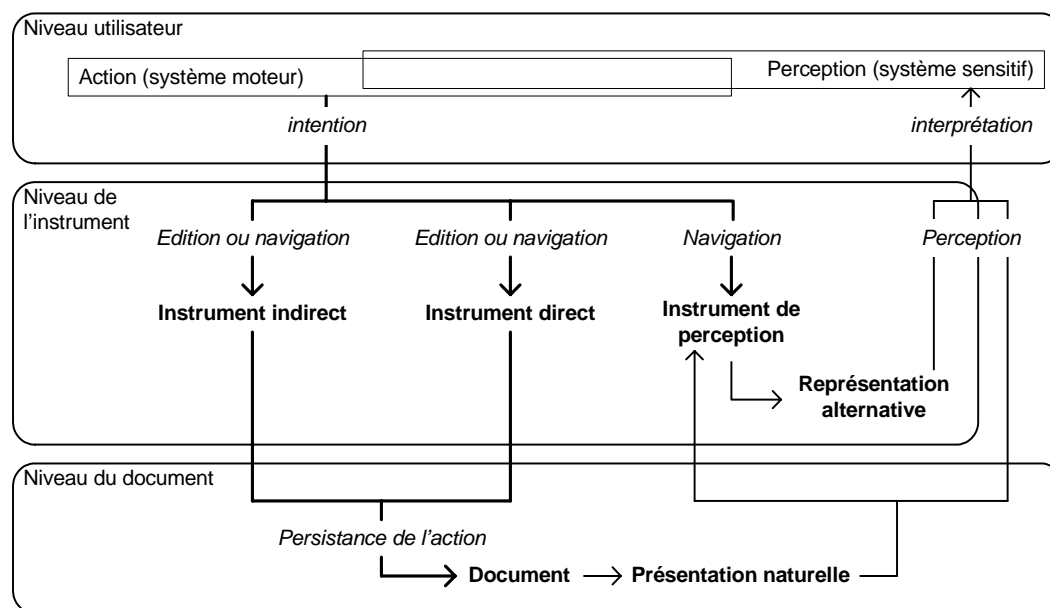 Niveau utilisateur
Action (système moteur)
Perception (système sensitif)
intention
interprétation
Niveau de
l'instrument
Edition ou navigation
Edition ou navigation
Navigation
Perception
Instrument indirect
Instrument direct
Instrument de
perception
Représentation
alternative
Niveau du document
Persistance de l'action
Document
Présentation naturelle